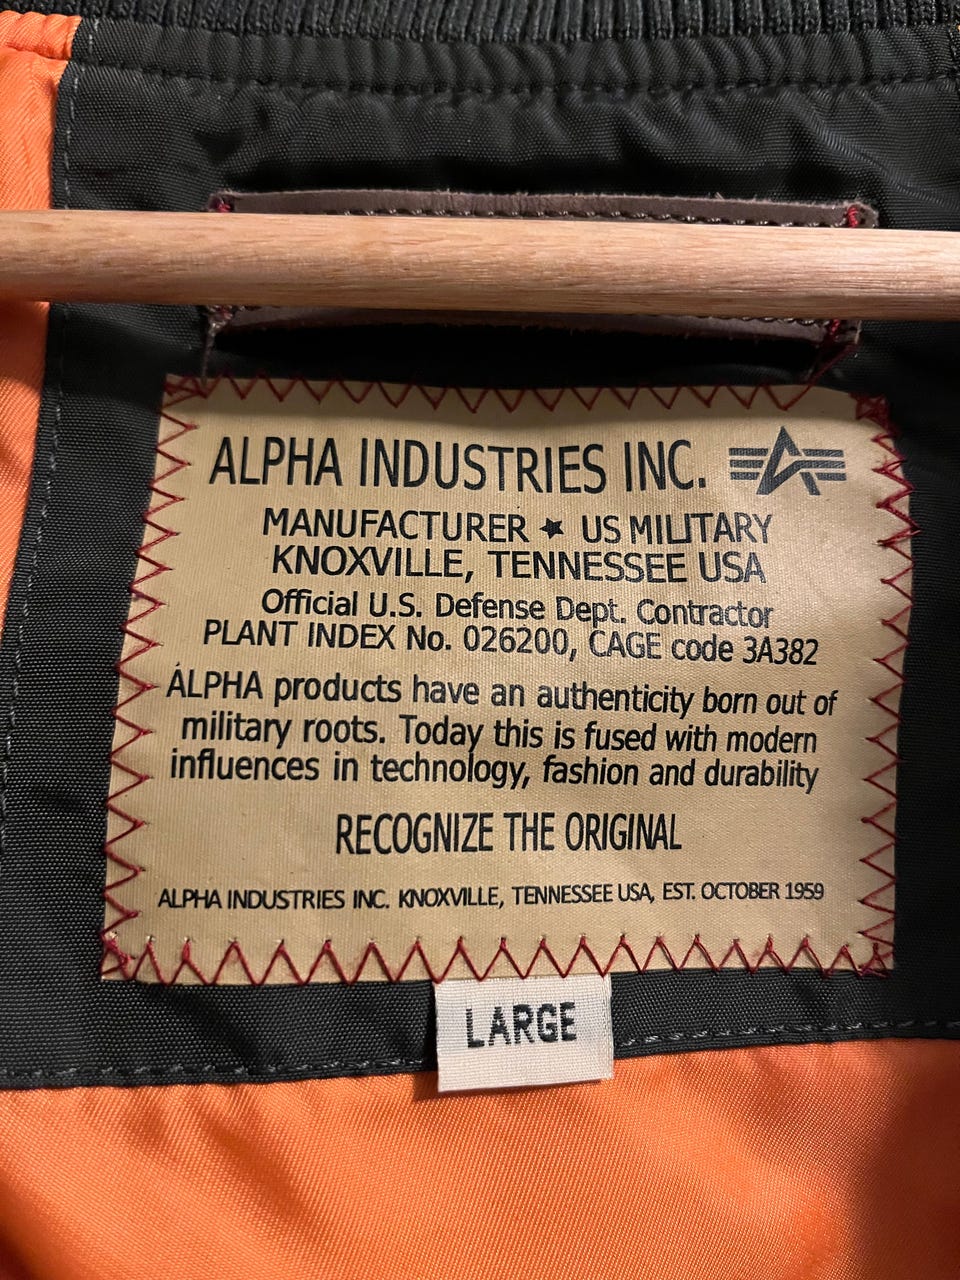 ALPHA INDUSTRIES INC.
MANUFACTURER ★ US MILITARY
KNOXVILLE, TENNESSEE USA
Official U.S. Defense Dept. Contractor
PLANT INDEX No. 026200, CAGE code 3A382
ALPHA products have an authenticity born out of
military roots. Today this is fused with modern
influences in technology, fashion and durability
RECOGNIZE THE ORIGINAL
ALPHA INDUSTRIES INC. KNOXVILLE, TENNESSEE USA, EST. OCTOBER 1959
LARGE